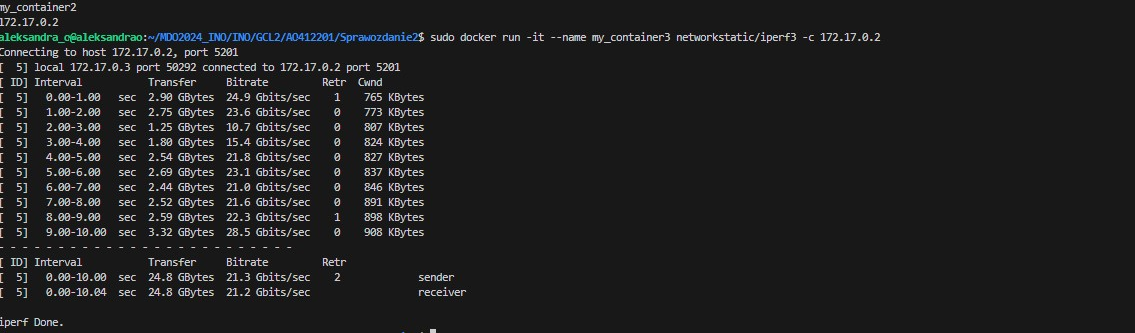 my_container2
172.17.0.2
aleksandra_o@aleksandrao:~/MDO2024_INO/INO/GCL2/AO412201/Sprawozdanie2$ sudo docker run -it --name my_container3 networkstatic/iperf3 -c 172.17.0.2
Connecting to host 172.17.0.2, port 5201
[  5] local 172.17.0.3 port 50292 connected to 172.17.0.2 port 5201
[ ID] Interval           Transfer     Bitrate         Retr  Cwnd
[  5]   0.00-1.00   sec  2.90 GBytes  24.9 Gbits/sec    1    765 KBytes
[  5]   1.00-2.00   sec  2.75 GBytes  23.6 Gbits/sec    0    773 KBytes
[  5]   2.00-3.00   sec  1.25 GBytes  10.7 Gbits/sec    0    807 KBytes
[  5]   3.00-4.00   sec  1.80 GBytes  15.4 Gbits/sec    0    824 KBytes
[  5]   4.00-5.00   sec  2.54 GBytes  21.8 Gbits/sec    0    827 KBytes
[  5]   5.00-6.00   sec  2.69 GBytes  23.1 Gbits/sec    0    837 KBytes
[  5]   6.00-7.00   sec  2.44 GBytes  21.0 Gbits/sec    0    846 KBytes
[  5]   7.00-8.00   sec  2.52 GBytes  21.6 Gbits/sec    0    891 KBytes
[  5]   8.00-9.00   sec  2.59 GBytes  22.3 Gbits/sec    1    898 KBytes
[  5]   9.00-10.00  sec  3.32 GBytes  28.5 Gbits/sec    0    908 KBytes
- - - - - - - - - - - - - - - - - - - - - - - - -
[ ID] Interval           Transfer     Bitrate         Retr
[  5]   0.00-10.00  sec  24.8 GBytes  21.3 Gbits/sec    2             sender
[  5]   0.00-10.04  sec  24.8 GBytes  21.2 Gbits/sec                  receiver
iperf Done.